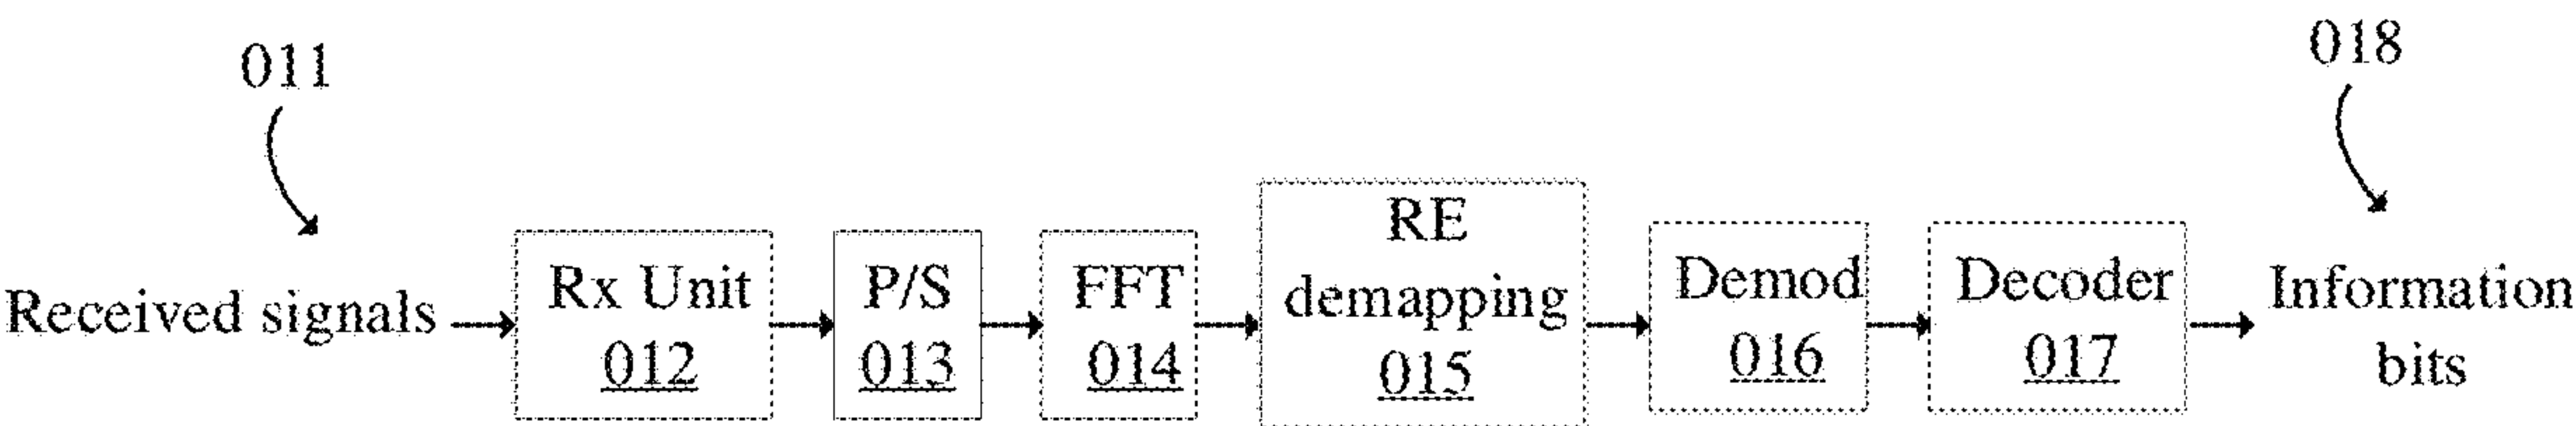 011
018
Received signals
Rx Unit
012
P/S
013
FFT
014
RE
demapping
015
Demod
016
Decoder
017
Information
bits